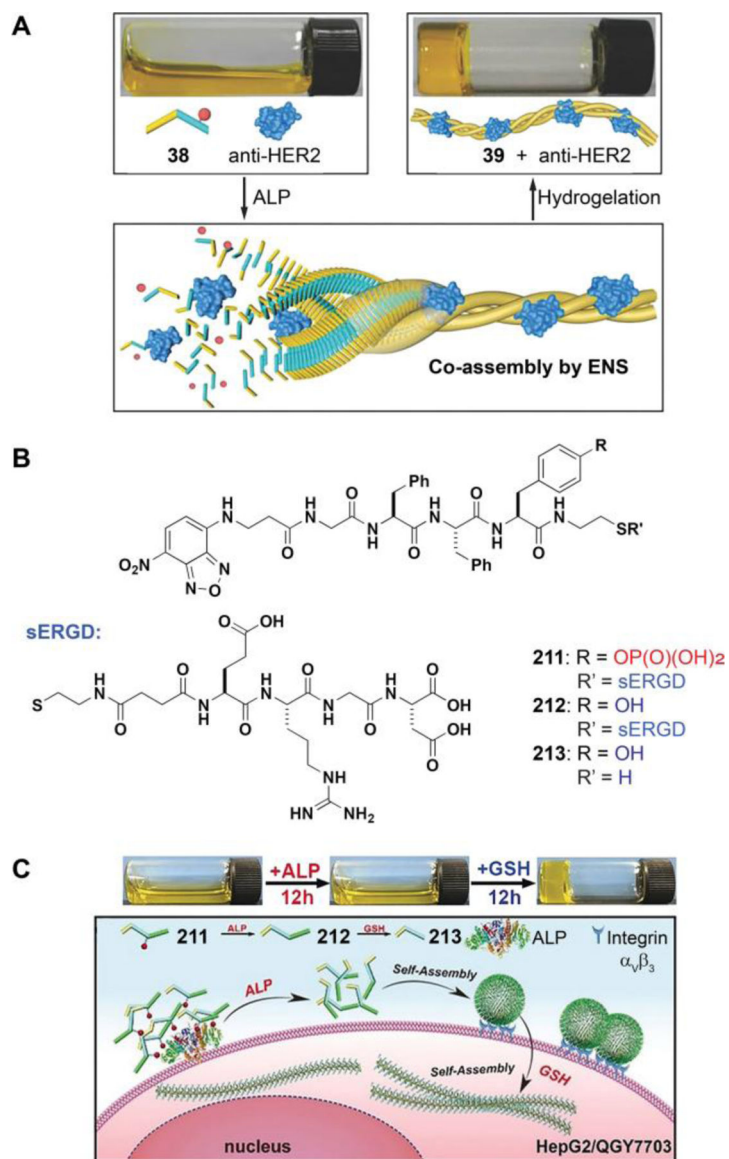 A
38 anti-HER2
39 + anti-HER2
ALP
Hydrogelation
Co-assembly by ENS
B
R
Ph
H
N
O
H
N
O
H
N
O
H
N
O
H
N
O
SR'
Ph
O₂N
N
O
N
sERGD:
O
OH
S
H
N
O
O
N
H
O
H
N
O
N
H
O
H
N
O
OH
O
OH
NH
HN
NH₂
211: R = OP(O)(OH)₂
R' = sERGD
212: R = OH
R' = sERGD
213: R = OH
R' = H
C
+ALP
12h
+GSH
12h
211 ALP 212 GSH 213 ALP Integrin
αVβ3
ALP
Self-Assembly
Self-Assembly
GSH
nucleus
HepG2/QGY7703